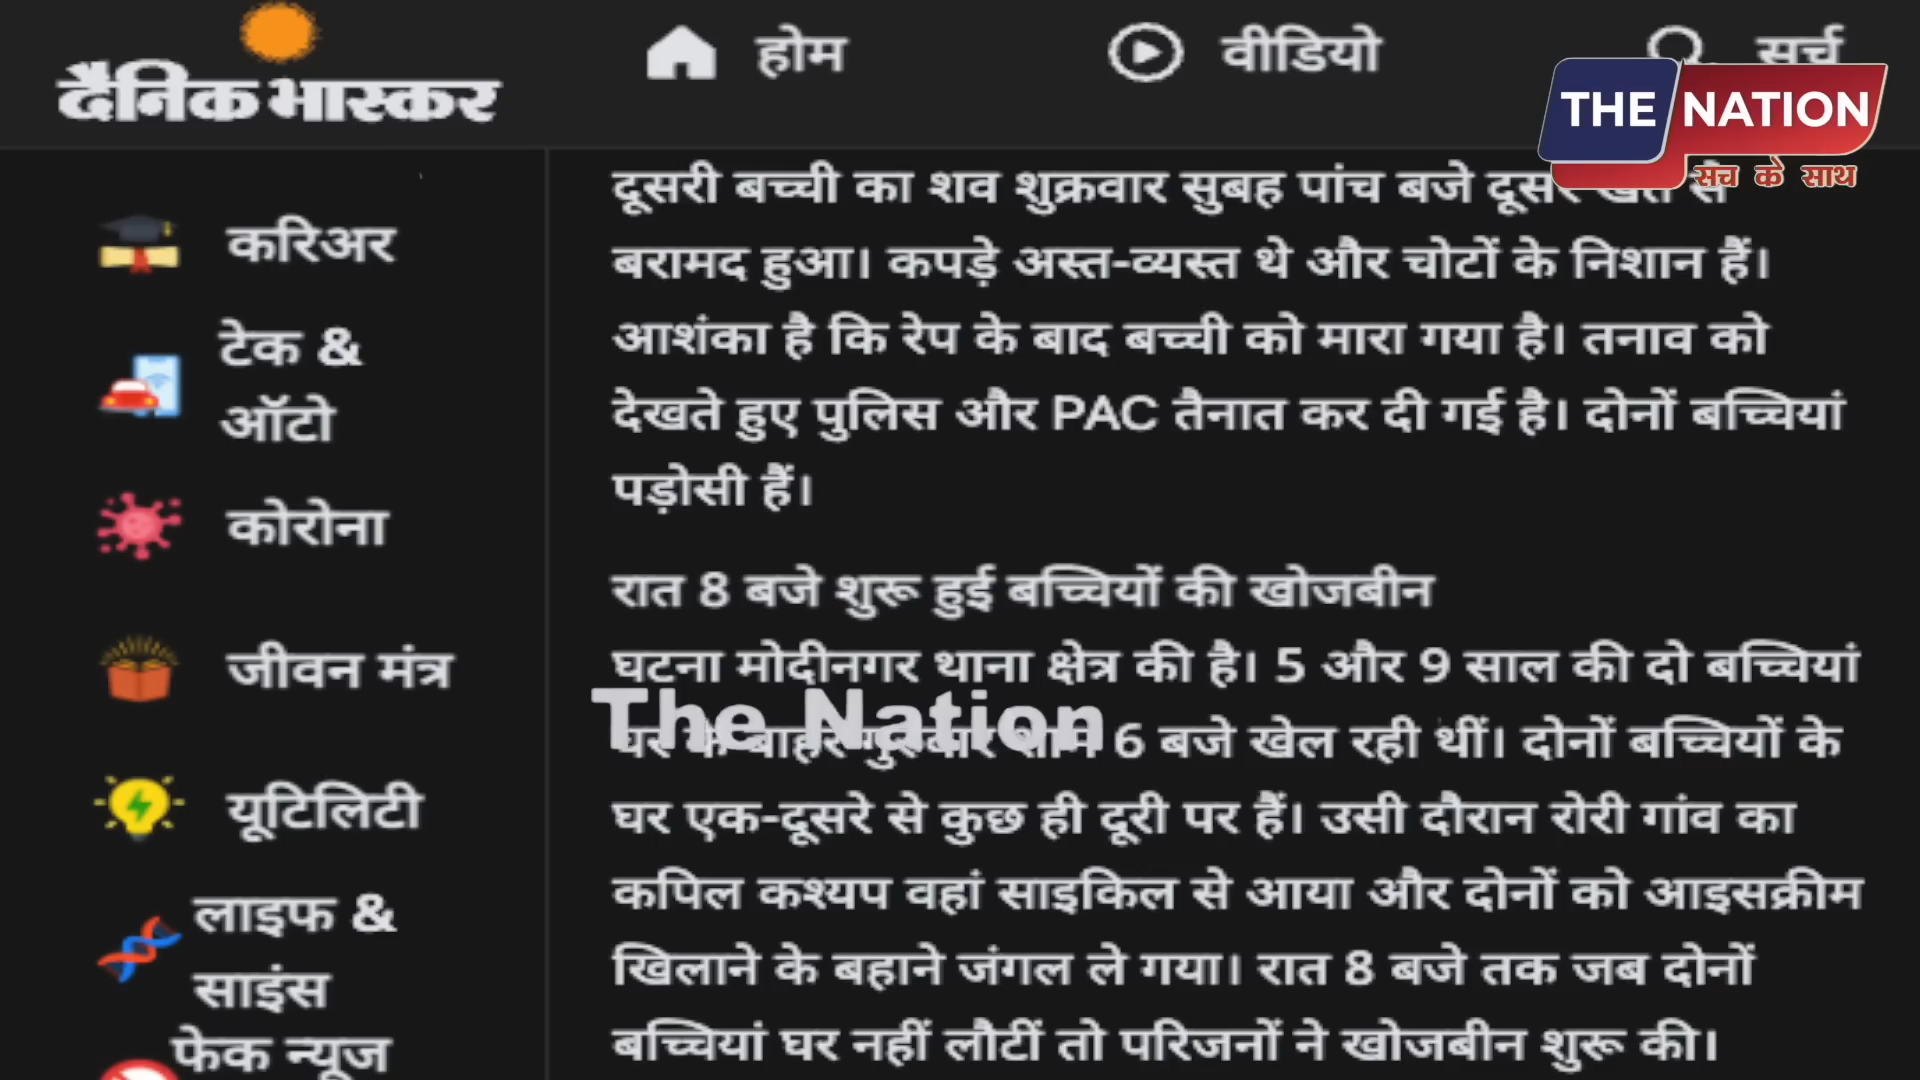 दैनिक भास्कर
होम
वीडियो
सर्च
THE NATION
सच के साथ
करिअर
टेक &
ऑटो
कोरोना
जीवन मंत्र
यूटिलिटी
लाइफ &
साइंस
फेक न्यूज
दूसरी बच्ची का शव शुक्रवार सुबह पांच बजे
बरामद हुआ। कपड़े अस्त-व्यस्त थे और चोटों के निशान हैं।
आशंका है कि रेप के बाद बच्ची को मारा गया है। तनाव को
देखते हुए पुलिस और PAC तैनात कर दी गई है। दोनों बच्चियां
पड़ोसी हैं।
रात 8 बजे शुरू हुई बच्चियों की खोजबीन
घटना मोदीनगर थाना क्षेत्र की है। 5 और 9 साल की दो बच्चियां
The Nation
6 बजे खेल रही थीं। दोनों बच्चियों के
घर एक-दूसरे से कुछ ही दूरी पर हैं। उसी दौरान रोरी गांव का
कपिल कश्यप वहां साइकिल से आया और दोनों को आइसक्रीम
खिलाने के बहाने जंगल ले गया। रात 8 बजे तक जब दोनों
बच्चियां घर नहीं लौटीं तो परिजनों ने खोजबीन शुरू की।